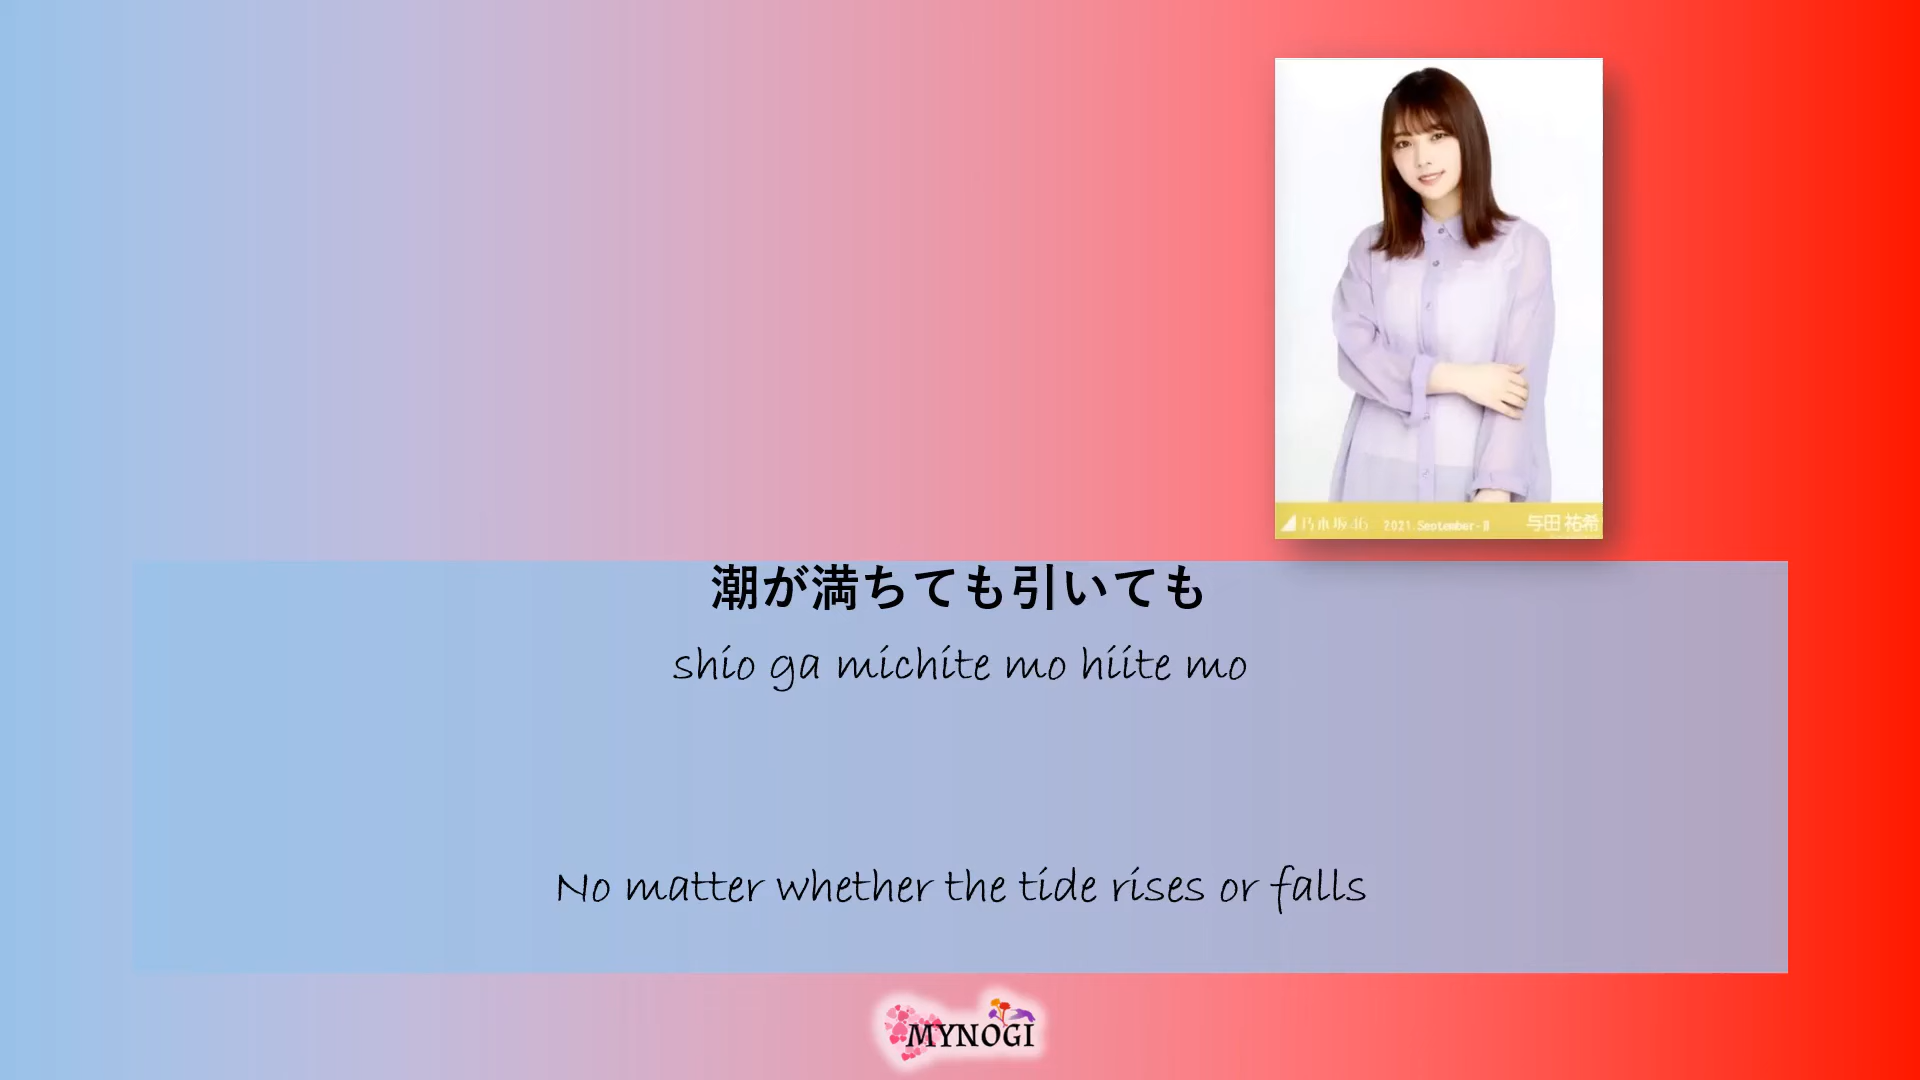 乃木坂46 2021.September-Ⅱ 与田 祐希
潮が満ちても引いても
shio ga michite mo hiite mo
No matter whether the tide rises or falls
MYNOGI